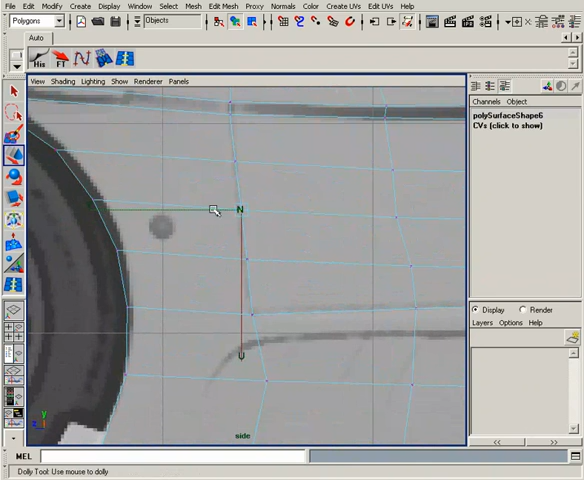 File Edit Modify Create Display Window Select Mesh Edit Mesh Proxy Normals Color Create UVs Edit UVs Help
Polygons Objects
Auto
His FT
View Shading Lighting Show Renderer Panels
Channels Object
polySurfaceShape6
CVs (click to show)
N
U
Display Render
Layers Options Help
y
z
side
<< >>
MEL
Dolly Tool: Use mouse to dolly